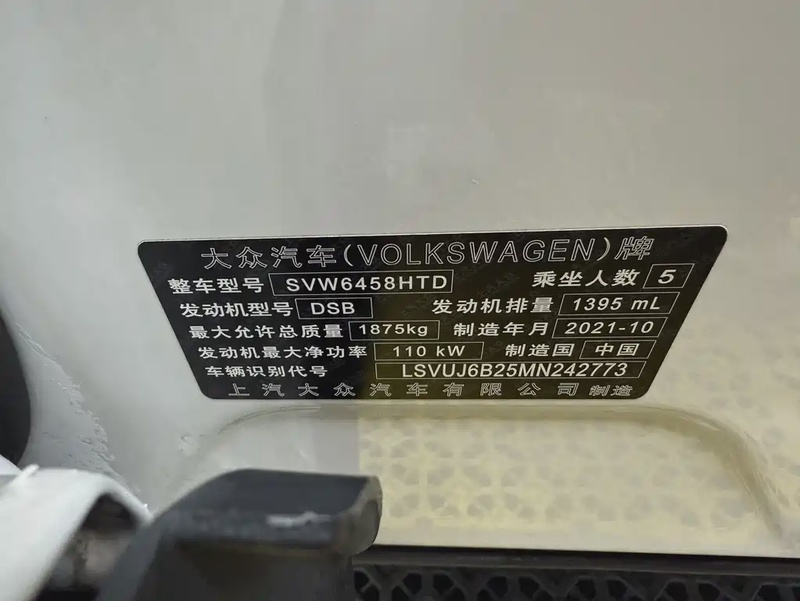 大众汽车(VOLKSWAGEN)牌
整车型号 SVW6458HTD 乘坐人数 5
发动机型号 DSB 发动机排量 1395 mL
最大允许总质量 1875kg 制造年月 2021-10
发动机最大净功率 110 kW 制造国 中国
车辆识别代号 LSVUJ6B25MN242773
上汽大众汽车有限公司 制造